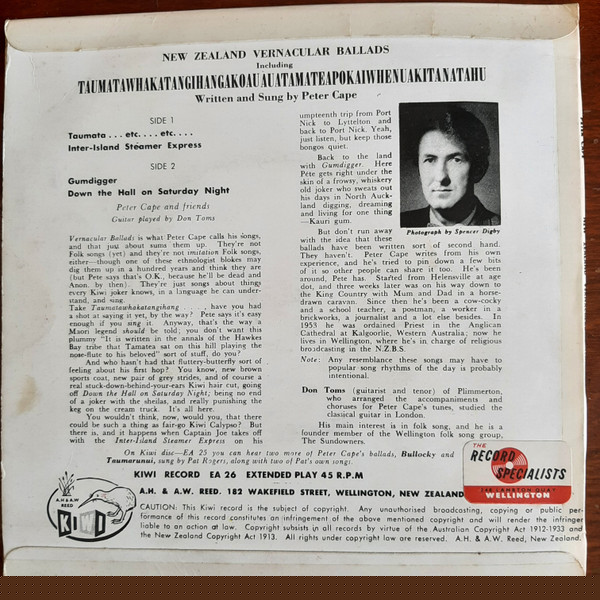 NEW ZEALAND VERNACULAR BALLADS
Including
TAUMATAWHAKATANGIHANGAKOAUAUATAMATEAPOKAIWHENUAKITANATAHU
Written and Sung by Peter Cape
SIDE 1
Taumata . . . etc. . . . etc. . . .
Inter-Island Steamer Express
SIDE 2
Gumdigger
Down the Hall on Saturday Night
Peter Cape and friends
Guitar played by Don Toms
Vernacular Ballads is what Peter Cape calls his songs,
and that just about sums them up. They're not
Folk songs (yet) and they're not imitation Folk songs,
either—though one of these ethnologist blokes may
dig them up in a hundred years and think they are
(but Pete says that's O.K., because he'll be dead and
Anon. by then). They're just songs about things
every Kiwi joker knows, in a language he can under-
stand, and sing.
Take Taumatawhakatangihang . . . have you had
a shot at saying it yet, by the way? Pete says it's easy
enough if you sing it. Anyway, that's the way a
Maori legend should be told; you don't want this
plummy "It is written in the annals of the Hawkes
Bay tribe that Tamatea sat on this hill playing the
nose-flute to his beloved" sort of stuff, do you?
And who hasn't had that fluttery-butterfly sort of
feeling about his first hop? You know, new brown
sports coat, new pair of grey strides, and of course a
real stuck-down-behind-your-ears Kiwi hair cut, going
off Down the Hall on Saturday Night; being no end
of a joker with the sheilas, and really punishing the
keg on the cream truck. It's all here.
You wouldn't think, now, would you, that there
could be such a thing as fair-go Kiwi Calypso? But
there is, and it happens when Captain Joe takes off
with the Inter-Island Steamer Express on his
umpteenth trip from Port
Nick to Lyttelton and
back to Port Nick. Yeah,
just listen, but keep those
bongos quiet.
Back to the land
with Gumdigger. Here
Pete gets right under the
skin of a frowsy, whiskery
old joker who sweats out
his days in North Auck-
land digging, dreaming
and living for one thing
—Kauri gum.
But don't run away
with the idea that these
Photograph by Spencer Digby
ballads have been written sort of second hand.
They haven't. Peter Cape writes from his own
experience, and he's tried to pin down a few bits
of it so other people can share it too. He's been
around, Pete has. Started from Helensville at age
dot, and three weeks later was on his way down to
the King Country with Mum and Dad in a horse-
drawn caravan. Since then he's been a cow-cocky
and a school teacher, a postman, a worker in a
brickworks, a journalist and a lot else besides. In
1953 he was ordained Priest in the Anglican
Cathedral at Kalgoorlie, Western Australia; now he
lives in Wellington, where he's in charge of religious
broadcasting in the N.Z.B.S.
Note: Any resemblance these songs may have to
popular song rhythms of the day is probably
intentional.
Don Toms (guitarist and tenor) of Plimmerton,
who arranged the accompaniments and
choruses for Peter Cape's tunes, studied the
classical guitar in London.
His main interest is in folk song, and he is a
founder member of the Wellington folk song group,
The Sundowners.
On Kiwi disc—EA 25 you can hear two more of Peter Cape's ballads, Bullocky and
Taumarunui, sung by Pat Rogers, along with two of Pat's own songs.
KIWI RECORD EA 26 EXTENDED PLAY 45 R.P.M
A.H. & A.W. REED. 182 WAKEFIELD STREET, WELLINGTON, NEW ZEALAND
THE
RECORD
SPECIALISTS
WELLINGTON
A.H & A.W.
REED
KIWI
CAUTION: This Kiwi record is the subject of copyright. Any unauthorised broadcasting, copying or public per-
formance of this record constitutes an infringement of the above mentioned copyright and will render the infringer
liable to an action at law. Copyright subsists in all records by virtue of the Australian Copyright Act 1912-1933 and
the New Zealand Copyright Act 1913. All rights under copyright law are reserved. A.H. & A.W. Reed, New Zealand.